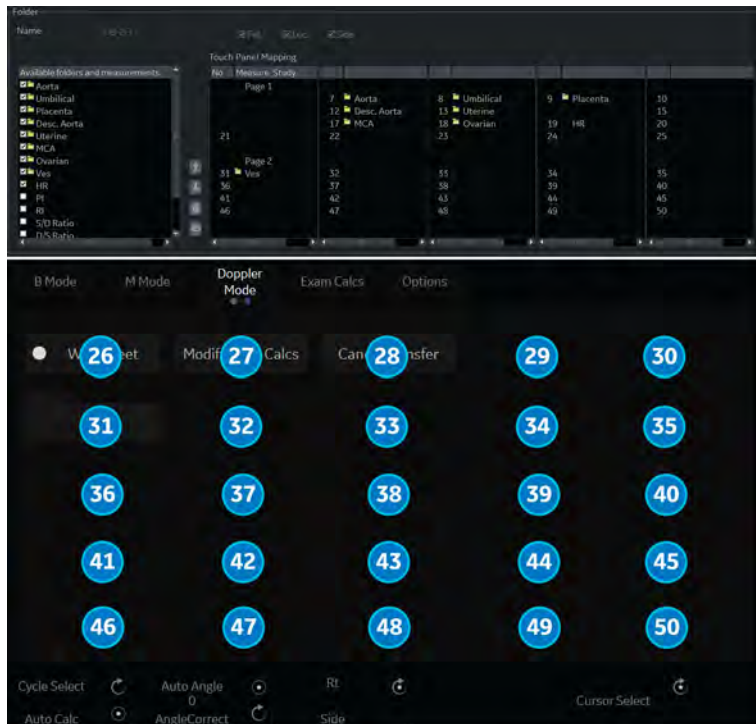 Folder
Name
Fet. Loc. Side
Touch Panel Mapping
Available folders and measurements No Measure Study
Aorta Page 1
Umbilical 7 Aorta 8 Umbilical 9 Placenta 10
Placenta 12 Desc. Aorta 13 Uterine 15
Desc. Aorta 17 MCA 18 Ovarian 19 HR 20
Uterine 21 22 23 24 25
MCA
Ovarian Page 2
Ves 31 Ves 32 33 34 35
HR 36 37 38 39 40
PI 41 42 43 44 45
RI 46 47 48 49 50
S/D Ratio
D/S Ratio
B Mode M Mode Doppler Mode Exam Calcs Options
26 27 Calcs 28 29 30
31 32 33 34 35
36 37 38 39 40
41 42 43 44 45
46 47 48 49 50
Cycle Select Auto Angle Rt
0 Cursor Select
Auto Calc AngleCorrect Side